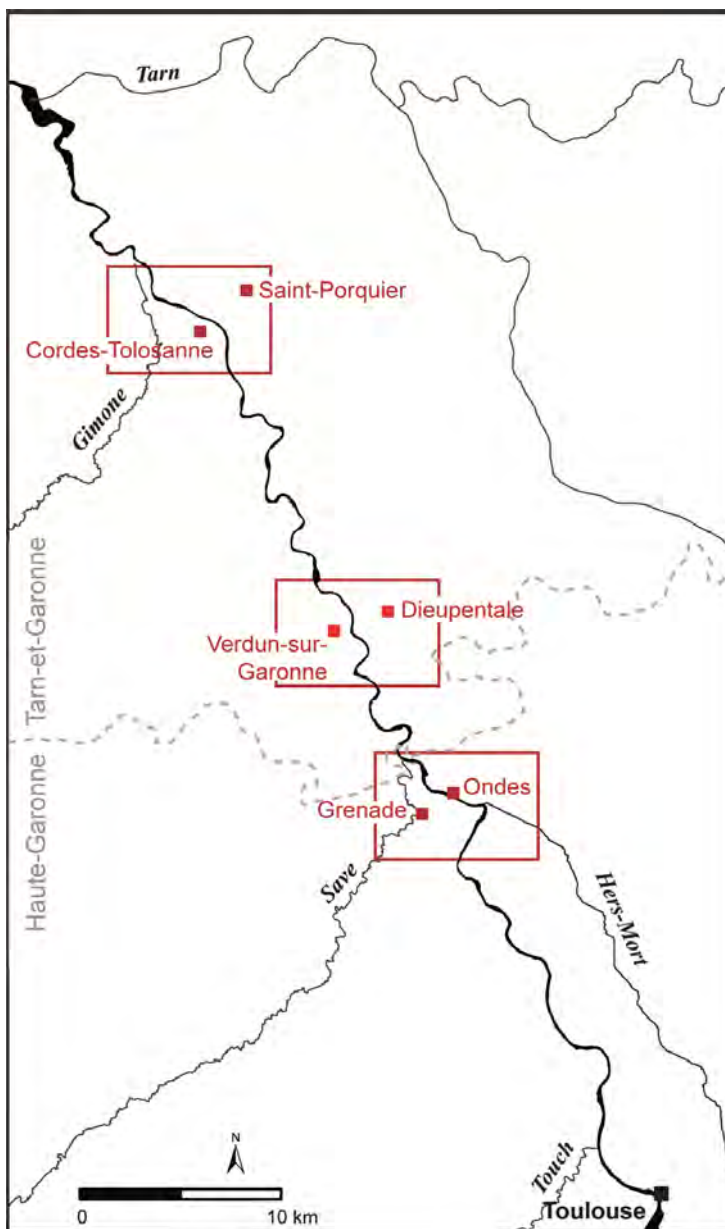 Tarn
Saint-Porquier
Cordes-Tolosanne
Gimone
Tarn-et-Garonne
Dieupentale
Verdun-sur-
Garonne
Haute-Garonne
Ondes
Grenade
Save
Hers-Mort
Touch
N
Toulouse
0 10 km